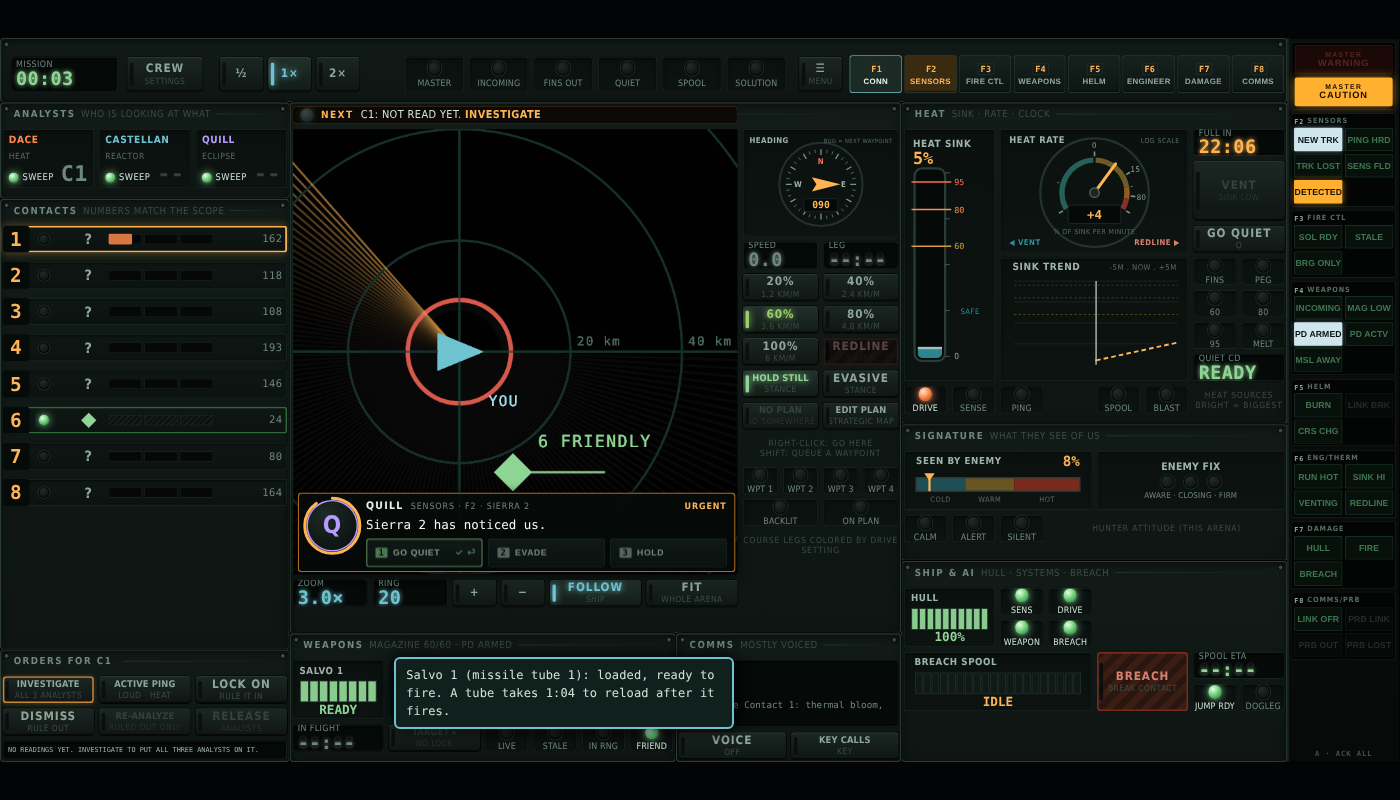 MISSION
00:03
CREW
SETTINGS
½
1×
2×
MASTER
INCOMING
FINS OUT
QUIET
SPOOL
SOLUTION
☰
MENU
F1
CONN
F2
SENSORS
F3
FIRE CTL
F4
WEAPONS
F5
HELM
F6
ENGINEER
F7
DAMAGE
F8
COMMS
MASTER
WARNING
MASTER
CAUTION
ANALYSTS WHO IS LOOKING AT WHAT
DACE
HEAT
SWEEP C1
CASTELLAN
REACTOR
SWEEP --
QUILL
ECLIPSE
SWEEP --
CONTACTS NUMBERS MATCH THE SCOPE
1 ? 162
2 ? 118
3 ? 108
4 ? 193
5 ? 146
6 24
7 ? 80
8 ? 164
ORDERS FOR C1
INVESTIGATE
ALL 3 ANALYSTS
ACTIVE PING
LOUD · HEAT
LOCK ON
RULE IT IN
DISMISS
RULE OUT
RE-ANALYZE
RULED OUT ONLY
RELEASE
ANALYSTS
NO READINGS YET. INVESTIGATE TO PUT ALL THREE ANALYSTS ON IT.
NEXT C1: NOT READ YET. INVESTIGATE
20 km
40 km
YOU
6 FRIENDLY
Q
QUILL SENSORS · F2 · SIERRA 2 URGENT
Sierra 2 has noticed us.
1 GO QUIET
2 EVADE
3 HOLD
ZOOM
3.0×
RING
20
+
−
FOLLOW
SHIP
FIT
WHOLE ARENA
HEADING
BUG = NEXT WAYPOINT
N
W
E
090
SPEED
0.0
LEG
--:--
20%
1.2 KM/M
40%
2.4 KM/M
60%
3.6 KM/M
80%
4.8 KM/M
100%
6 KM/M
REDLINE
HOLD STILL
STANCE
EVASIVE
STANCE
NO PLAN
GO SOMEWHERE
EDIT PLAN
STRATEGIC MAP
RIGHT-CLICK: GO HERE
SHIFT: QUEUE A WAYPOINT
WPT 1
WPT 2
WPT 3
WPT 4
BACKLIT
ON PLAN
COURSE LEGS COLORED BY DRIVE
SETTING
WEAPONS MAGAZINE 60/60 · PD ARMED
SALVO 1
READY
IN FLIGHT
--:--
Salvo 1 (missile tube 1): loaded, ready to
fire. A tube takes 1:04 to reload after it
fires.
NO LOCK
LIVE
STALE
IN RNG
FRIEND
COMMS MOSTLY VOICED
Contact 1: thermal bloom,
VOICE
OFF
KEY CALLS
KEY
HEAT SINK · RATE · CLOCK
HEAT SINK
5%
95
80
60
SAFE
0
HEAT RATE
LOG SCALE
0
15
80
+4
% OF SINK PER MINUTE
◀ VENT
REDLINE ▶
SINK TREND
-5M . NOW . +5M
FULL IN
22:06
VENT
SINK LOW
GO QUIET
Q
FINS
PEG
60
80
95
MELT
QUIET CD
READY
DRIVE
SENSE
PING
SPOOL
BLAST
HEAT SOURCES
BRIGHT = BIGGEST
SIGNATURE WHAT THEY SEE OF US
SEEN BY ENEMY 8%
COLD
WARM
HOT
ENEMY FIX
AWARE · CLOSING · FIRM
CALM
ALERT
SILENT
HUNTER ATTITUDE (THIS ARENA)
SHIP & AI HULL · SYSTEMS · BREACH
HULL
100%
SENS
DRIVE
WEAPON
BREACH
BREACH SPOOL
IDLE
BREACH
BREAK CONTACT
SPOOL ETA
--:--
JUMP RDY
DOGLEG
F2 SENSORS
NEW TRK
PING HRD
TRK LOST
SENS FLD
DETECTED
F3 FIRE CTL
SOL RDY
STALE
BRG ONLY
F4 WEAPONS
INCOMING
MAG LOW
PD ARMED
PD ACTV
MSL AWAY
F5 HELM
BURN
LINK BRK
CRS CHG
F6 ENG/THERM
RUN HOT
SINK HI
VENTING
REDLINE
F7 DAMAGE
HULL
FIRE
BREACH
F8 COMMS/PRB
LINK OFR
PRB LINK
PRB OUT
PRB LOST
A · ACK ALL